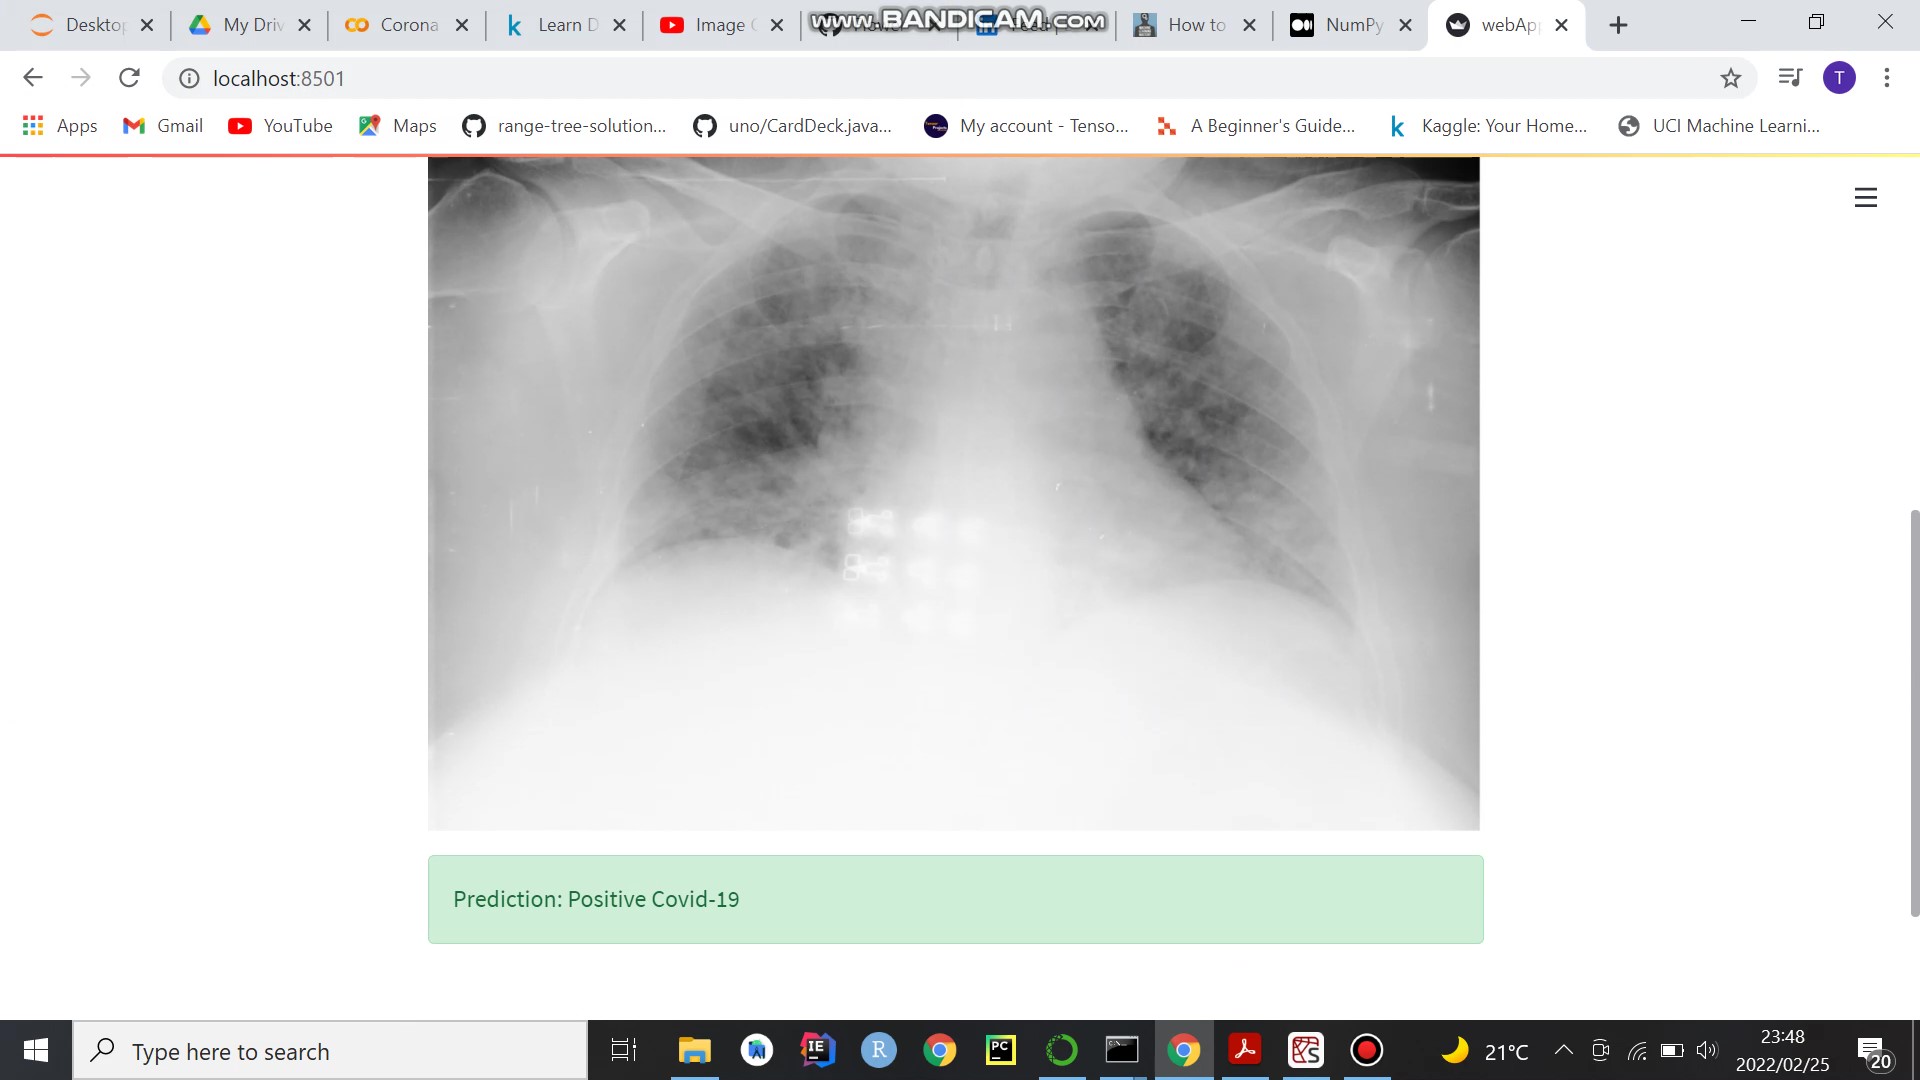 Desktop
My Driv
Corona
Learn D
Image C
www.BANDICAM.com
How to
NumPy
webApp
localhost:8501
T
Apps
Gmail
YouTube
Maps
range-tree-solution...
uno/CardDeck.java...
My account - Tenso...
A Beginner's Guide...
Kaggle: Your Home...
UCI Machine Learni...
Prediction: Positive Covid-19
Type here to search
21°C
23:48
2022/02/25
20